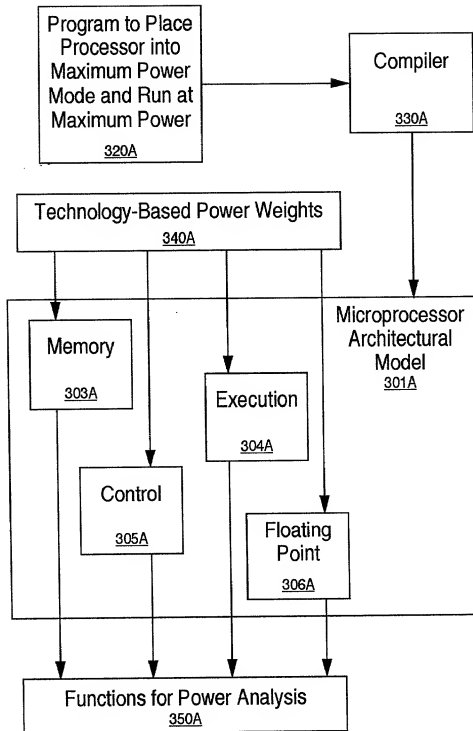 Program to Place
Processor into
Maximum Power
Mode and Run at
Maximum Power
320A
Compiler
330A
Technology-Based Power Weights
340A
Microprocessor
Architectural
Model
301A
Memory
303A
Execution
304A
Control
305A
Floating
Point
306A
Functions for Power Analysis
350A